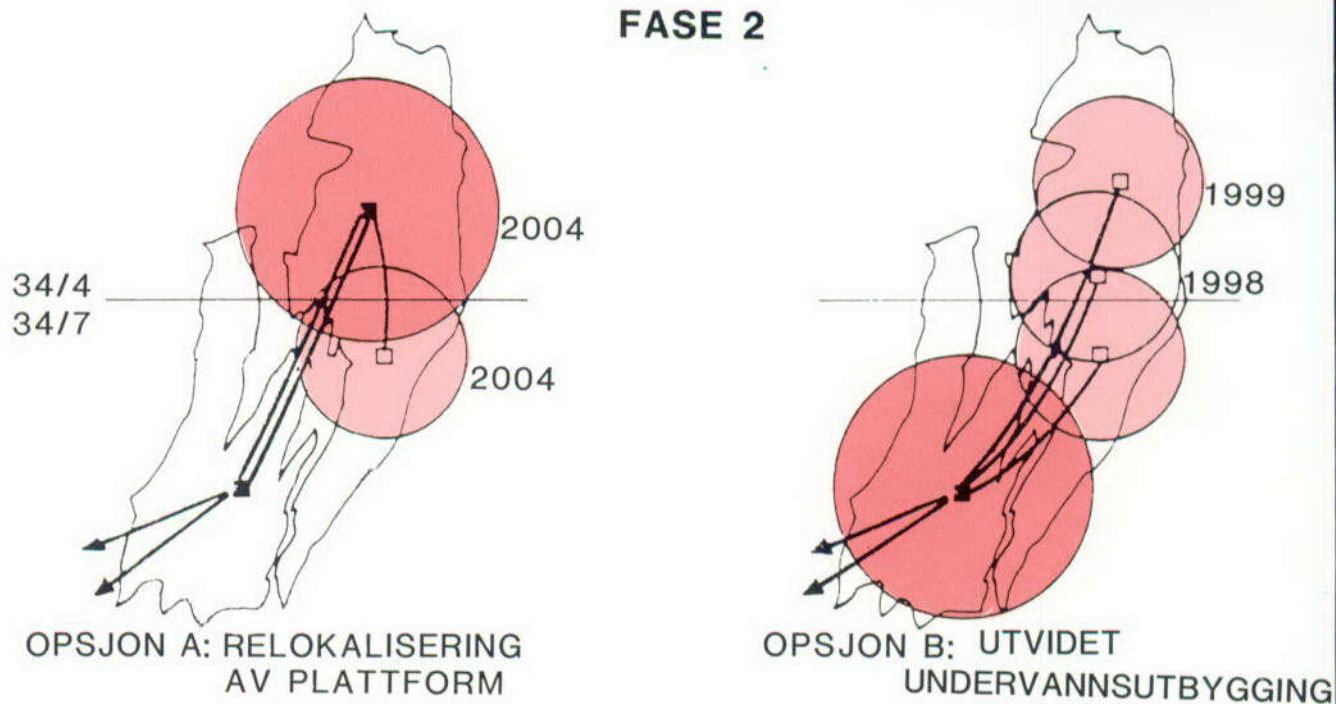 FASE 2
34/4
34/7
2004
2004
OPSJON A: RELOKALISERING
AV PLATTFORM
1999
1998
OPSJON B: UTVIDET
UNDERVANNSUTBYGGING